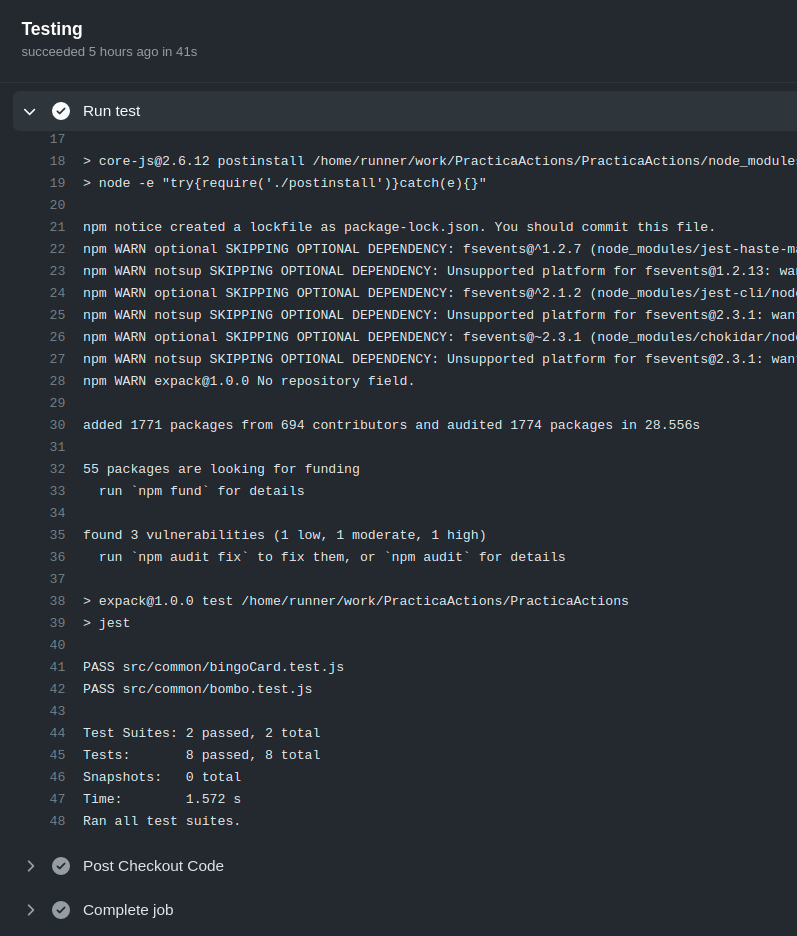 Testing
succeeded 5 hours ago in 41s
Run test
17
18 > core-js@2.6.12 postinstall /home/runner/work/PracticaActions/PracticaActions/node_modules
19 > node -e "try{require('./postinstall')}catch(e){}"
20
21 npm notice created a lockfile as package-lock.json. You should commit this file.
22 npm WARN optional SKIPPING OPTIONAL DEPENDENCY: fsevents@^1.2.7 (node_modules/jest-haste-ma
23 npm WARN notsup SKIPPING OPTIONAL DEPENDENCY: Unsupported platform for fsevents@1.2.13: wan
24 npm WARN optional SKIPPING OPTIONAL DEPENDENCY: fsevents@^2.1.2 (node_modules/jest-cli/node
25 npm WARN notsup SKIPPING OPTIONAL DEPENDENCY: Unsupported platform for fsevents@2.3.1: want
26 npm WARN optional SKIPPING OPTIONAL DEPENDENCY: fsevents@~2.3.1 (node_modules/chokidar/node
27 npm WARN notsup SKIPPING OPTIONAL DEPENDENCY: Unsupported platform for fsevents@2.3.1: want
28 npm WARN expack@1.0.0 No repository field.
29
30 added 1771 packages from 694 contributors and audited 1774 packages in 28.556s
31
32 55 packages are looking for funding
33   run `npm fund` for details
34
35 found 3 vulnerabilities (1 low, 1 moderate, 1 high)
36   run `npm audit fix` to fix them, or `npm audit` for details
37
38 > expack@1.0.0 test /home/runner/work/PracticaActions/PracticaActions
39 > jest
40
41 PASS src/common/bingoCard.test.js
42 PASS src/common/bombo.test.js
43
44 Test Suites: 2 passed, 2 total
45 Tests:       8 passed, 8 total
46 Snapshots:   0 total
47 Time:        1.572 s
48 Ran all test suites.
Post Checkout Code
Complete job